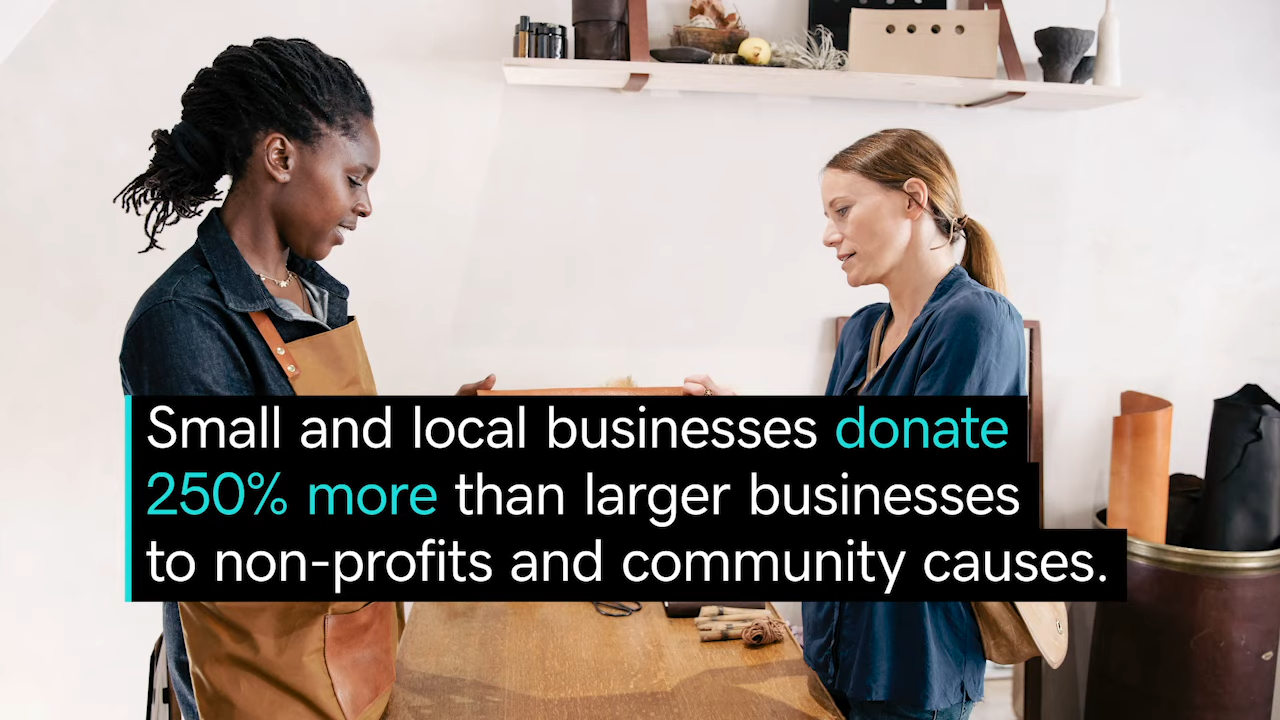 Small and local businesses donate
250% more than larger businesses
to non-profits and community causes.